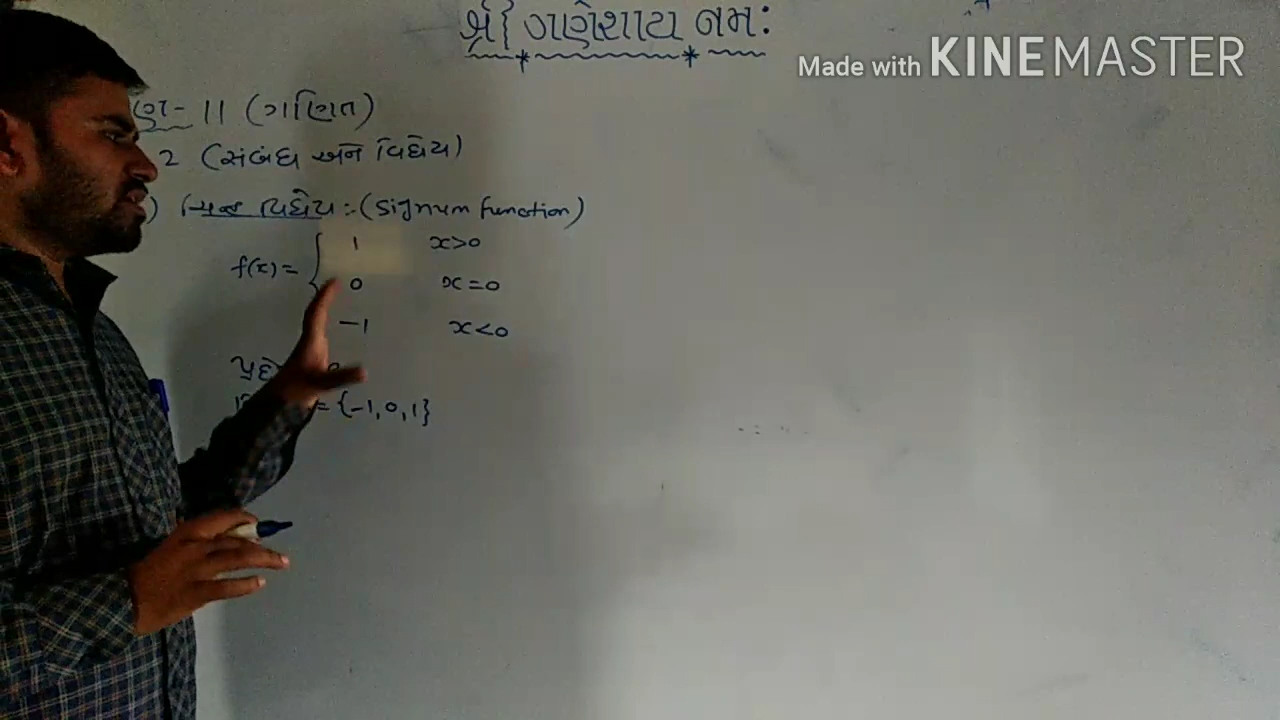 શ્રી ગણેશાય નમઃ
Made with KINEMASTER
ણ - 11 (ગણિત)
2 (સંબંધ અને વિધેય)
) ચિહ્ન વિધેય :- (Signum function)
f(x) = { 1 x>0
0 x=0
-1 x<0
= {-1, 0, 1}